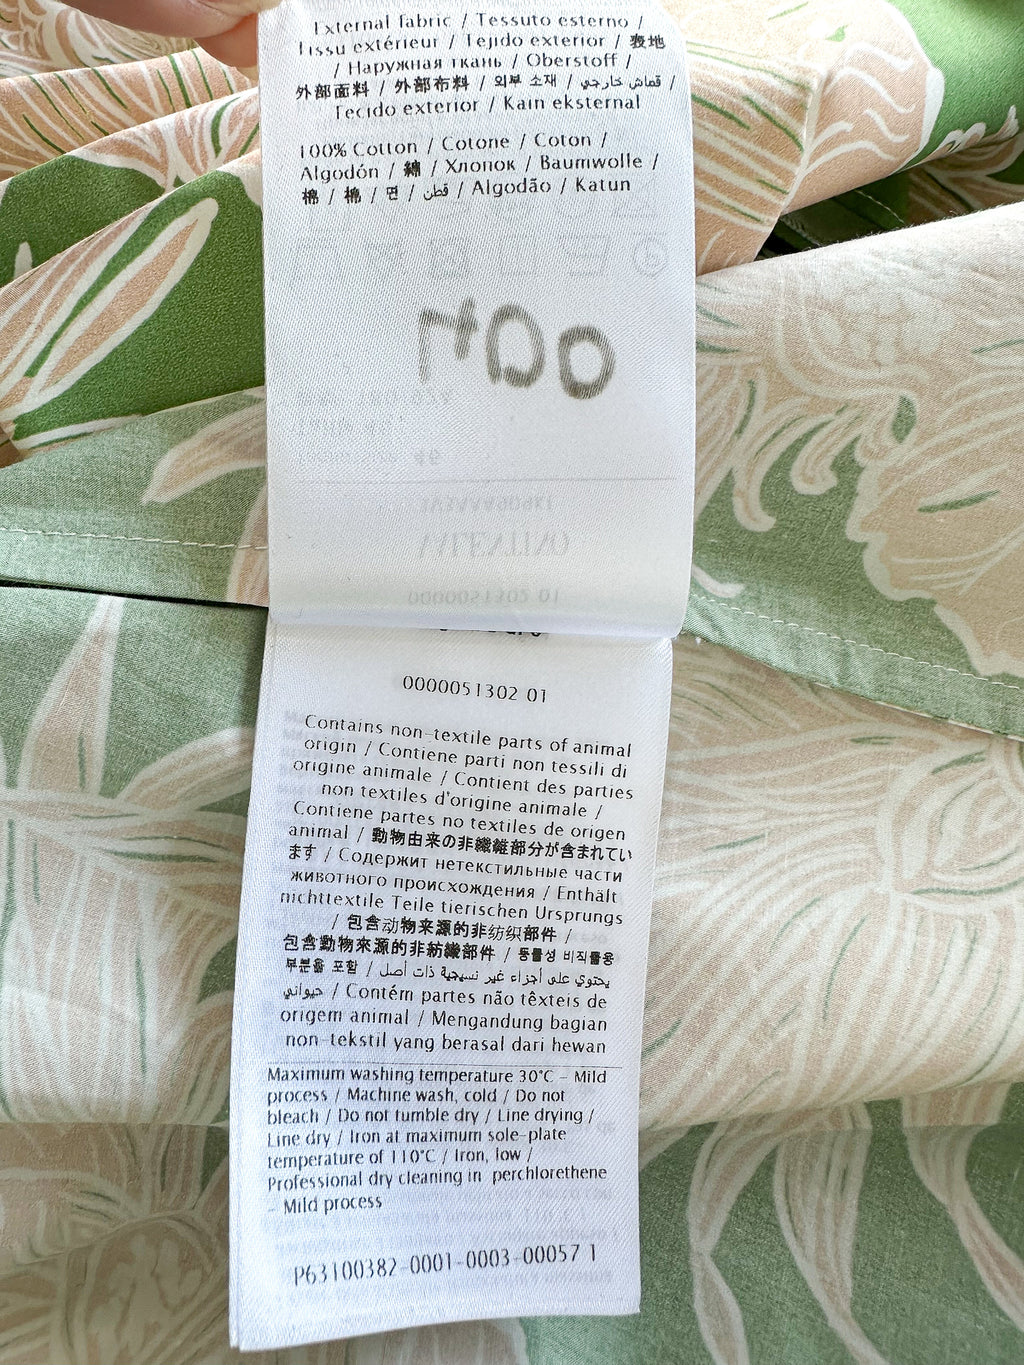 External fabric / Tessuto esterno /
Tissu extérieur / Tejido exterior / 表地
/ Наружная ткань / Oberstoff /
外部面料 / 外部布料 / 외부 소재 / قماش خارجي /
Tecido exterior / Kain eksternal
100% Cotton / Cotone / Coton /
Algodón / 綿 / Хлопок / Baumwolle /
棉 / 棉 / 면 / قطن / Algodão / Katun
VALENTINO
0000051302 01
0000051302 01
Contains non-textile parts of animal
origin / Contiene parti non tessili di
origine animale / Contient des parties
non textiles d'origine animale /
Contiene partes no textiles de origen
animal / 動物由来の非繊維部分が含まれてい
ます / Содержит нетекстильные части
животного происхождения / Enthält
nichttextile Teile tierischen Ursprungs
/ 包含动物来源的非纺织部件 /
包含動物來源的非紡織部件 / 동물성 비직물용
부분을 포함 / يحتوي على أجزاء غير نسيجية ذات أصل
حيواني / Contém partes não têxteis de
origem animal / Mengandung bagian
non-tekstil yang berasal dari hewan
Maximum washing temperature 30°C - Mild
process / Machine wash, cold / Do not
bleach / Do not tumble dry / Line drying /
Line dry / Iron at maximum sole-plate
temperature of 110°C / Iron, low /
Professional dry cleaning in perchlorethene
- Mild process
P63100382-0001-0003-00057 1